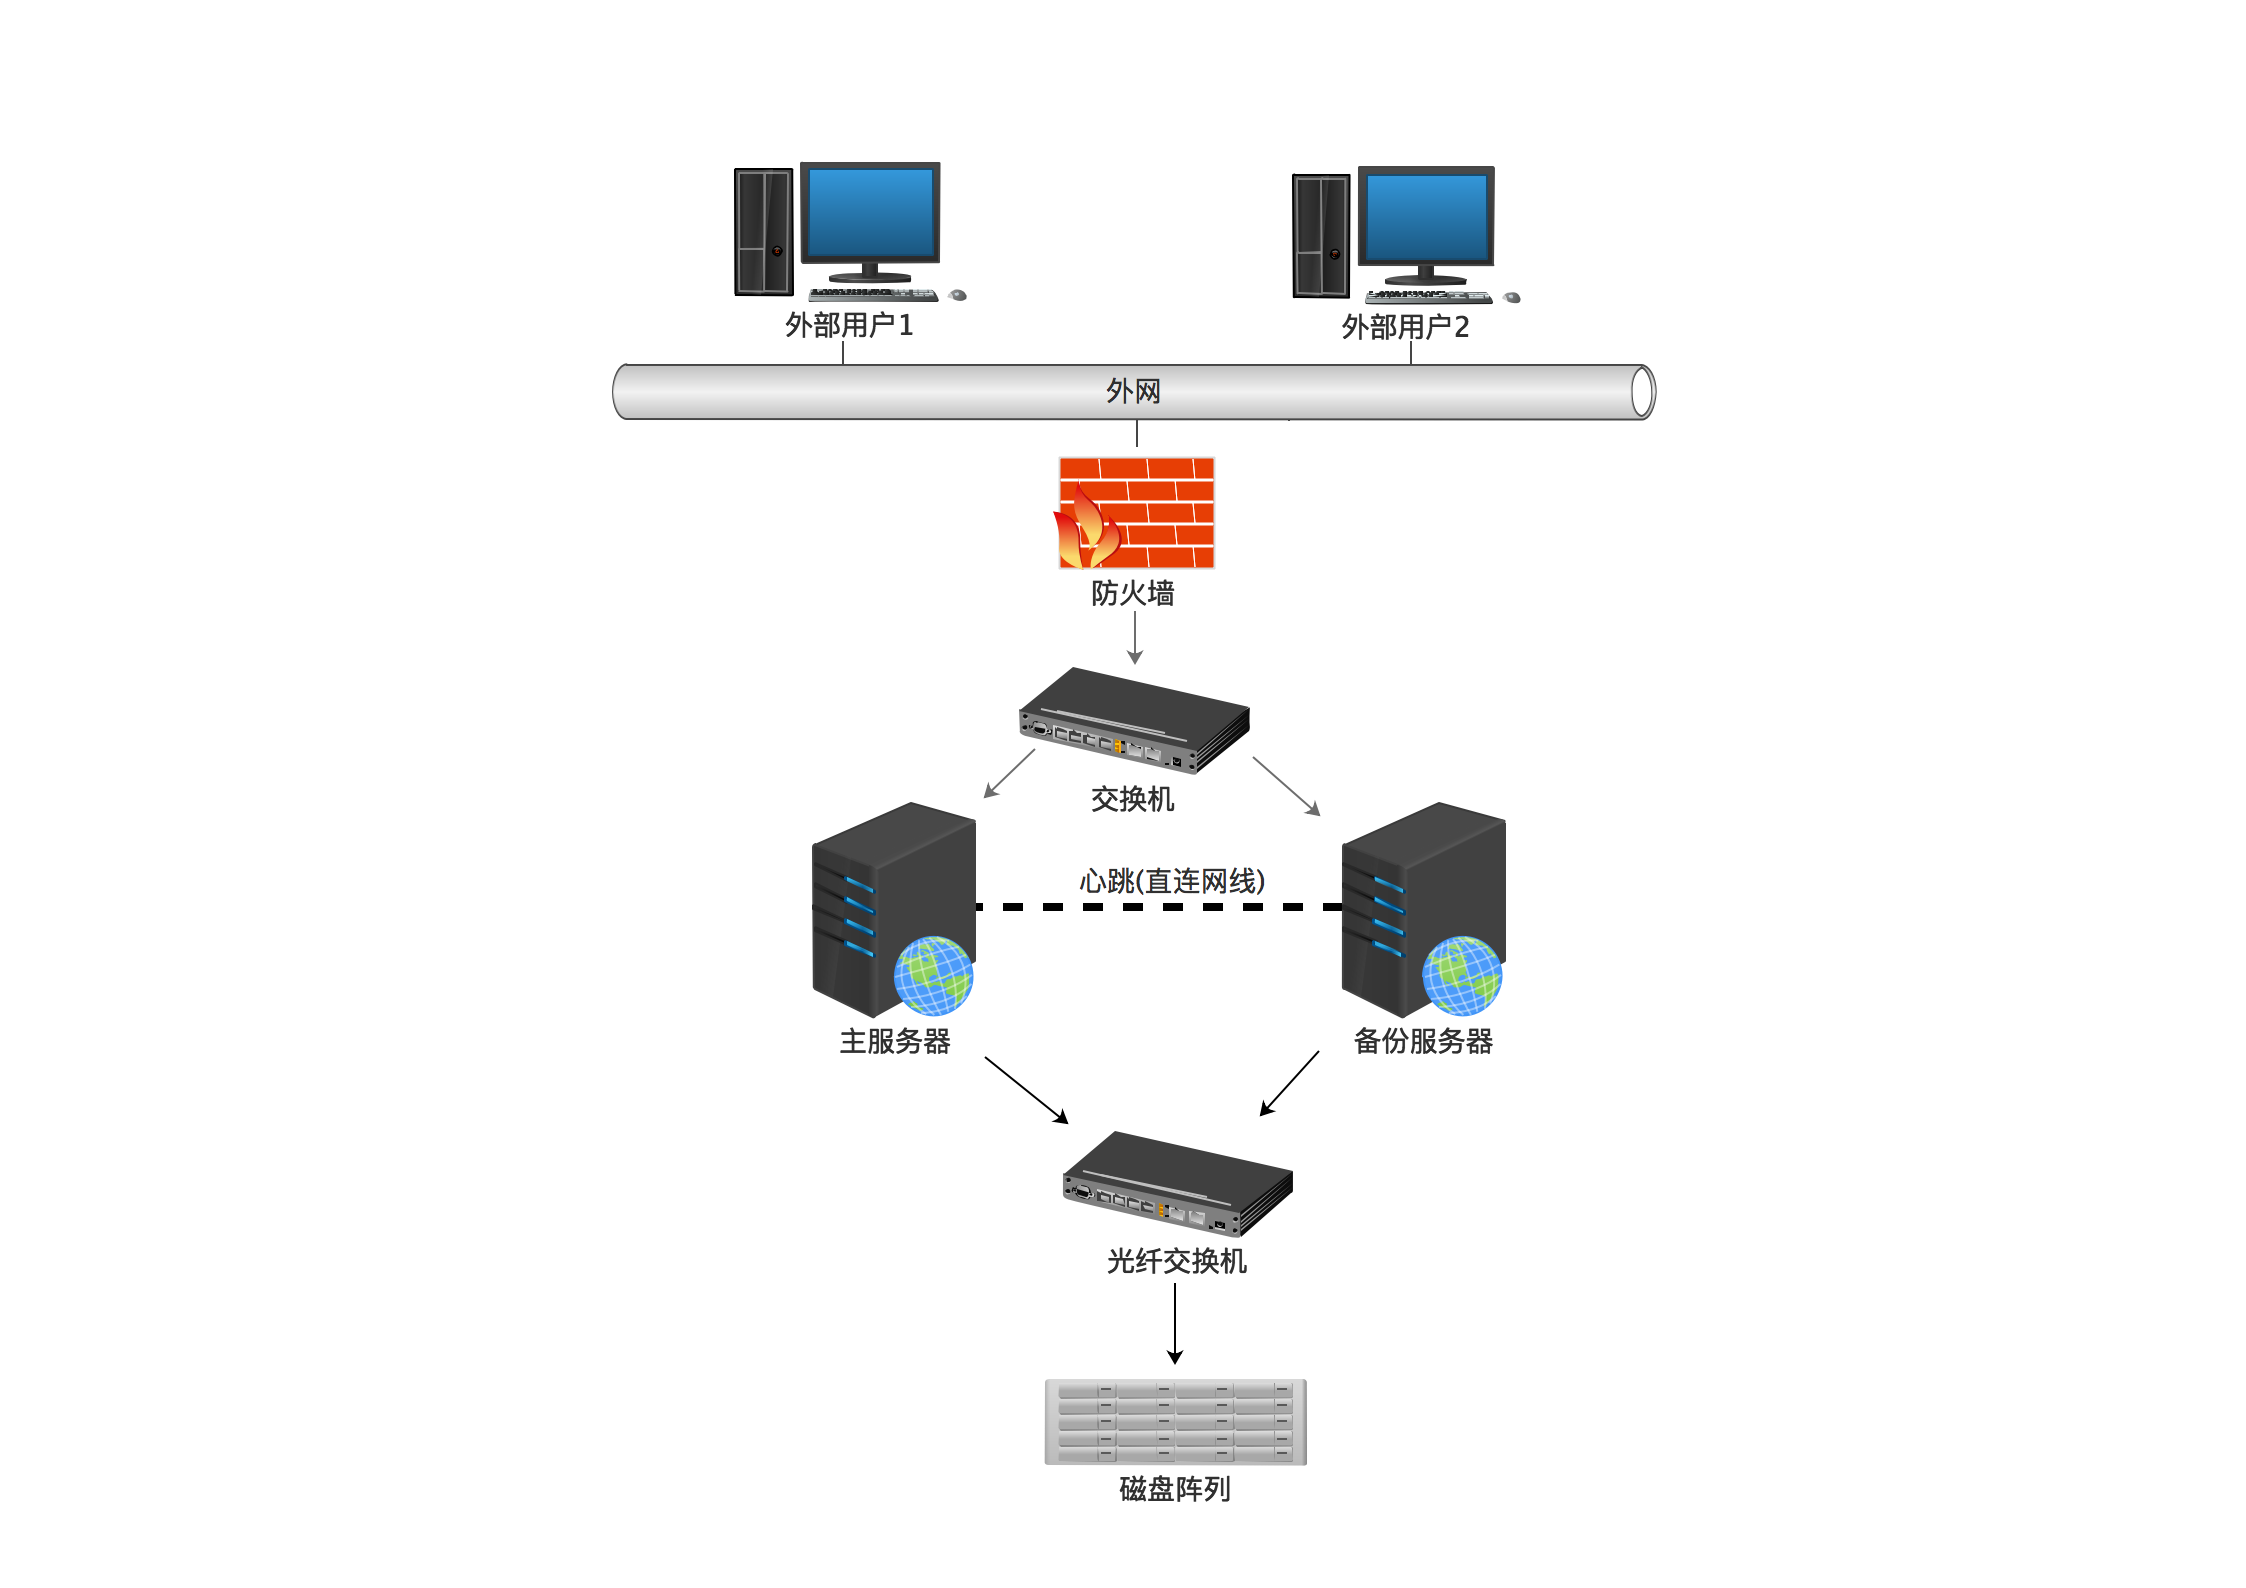 外部用户1
外部用户2
外网
防火墙
交换机
心跳(直连网线)
主服务器
备份服务器
光纤交换机
磁盘阵列